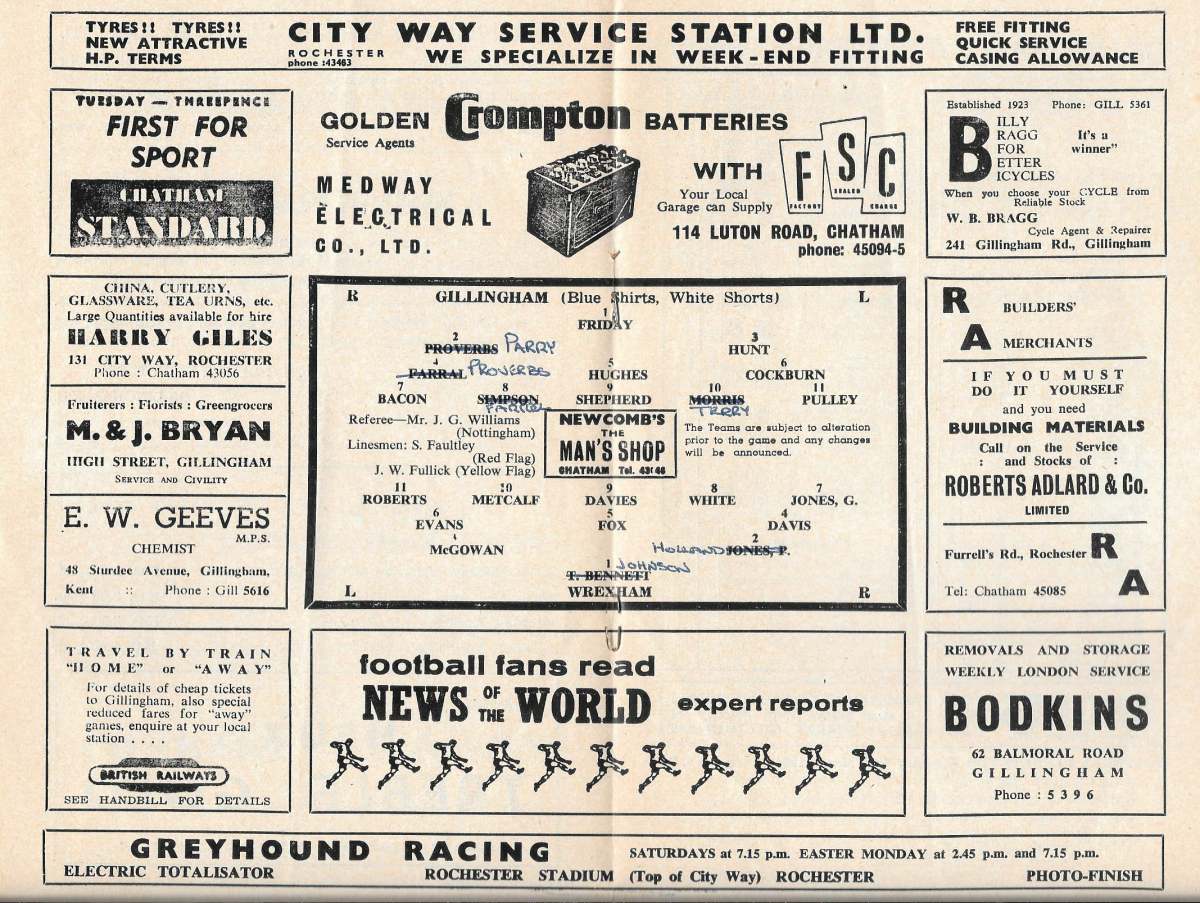 TYRES!! TYRES!!
NEW ATTRACTIVE
H.P. TERMS
CITY WAY SERVICE STATION LTD.
ROCHESTER
phone :43463
WE SPECIALIZE IN WEEK-END FITTING
FREE FITTING
QUICK SERVICE
CASING ALLOWANCE
TUESDAY — THREEPENCE
FIRST FOR
SPORT
CHATHAM
STANDARD
GOLDEN Crompton BATTERIES
Service Agents
MEDWAY
ELECTRICAL
CO., LTD.
WITH
FSC
FACTORY SEALED CHARGE
Your Local
Garage can Supply
114 LUTON ROAD, CHATHAM
phone: 45094-5
Established 1923 Phone: GILL 5361
BILLY
RAGG
FOR
ETTER
ICYCLES
It's a
winner"
When you choose your CYCLE from
Reliable Stock
W. B. BRAGG
Cycle Agent & Repairer
241 Gillingham Rd., Gillingham
CHINA, CUTLERY,
GLASSWARE, TEA URNS, etc.
Large Quantities available for hire
HARRY GILES
131 CITY WAY, ROCHESTER
Phone : Chatham 43056
Fruiterers : Florists : Greengrocers
M. & J. BRYAN
HIGH STREET, GILLINGHAM
SERVICE AND CIVILITY
E. W. GEEVES
M.P.S.
CHEMIST
48 Sturdee Avenue, Gillingham,
Kent :: Phone : Gill 5616
R GILLINGHAM (Blue Shirts, White Shorts) L
1
FRIDAY
2 3
PROVERBS PARRY HUNT
4 5 6
FARRAL PROVERBS HUGHES COCKBURN
7 8 9 10 11
BACON SIMPSON SHEPHERD MORRIS PULLEY
FARRAL TERRY
Referee—Mr. J. G. Williams
(Nottingham)
Linesmen: S. Faultley
(Red Flag)
J. W. Fullick (Yellow Flag)
NEWCOMB'S
THE
MAN'S SHOP
CHATHAM Tel. 43146
The Teams are subject to alteration
prior to the game and any changes
will be announced.
11 10 9 8 7
ROBERTS METCALF DAVIES WHITE JONES, G.
6 5 4
EVANS FOX DAVIS
2
McGOWAN HOLLAND JONES, P.
1 JOHNSON
T. BENNETT
L WREXHAM R
R
A
BUILDERS'
MERCHANTS
IF YOU MUST
DO IT YOURSELF
and you need
BUILDING MATERIALS
Call on the Service
: and Stocks of :
ROBERTS ADLARD & Co.
LIMITED
Furrell's Rd., Rochester R
Tel: Chatham 45085 A
TRAVEL BY TRAIN
"HOME" or "AWAY"
For details of cheap tickets
to Gillingham, also special
reduced fares for "away"
games, enquire at your local
station . . . .
BRITISH RAILWAYS
SEE HANDBILL FOR DETAILS
football fans read
NEWS OF THE WORLD expert reports
REMOVALS AND STORAGE
WEEKLY LONDON SERVICE
BODKINS
62 BALMORAL ROAD
GILLINGHAM
Phone : 5396
GREYHOUND RACING SATURDAYS at 7.15 p.m. EASTER MONDAY at 2.45 p.m. and 7.15 p.m.
ELECTRIC TOTALISATOR ROCHESTER STADIUM (Top of City Way) ROCHESTER PHOTO-FINISH